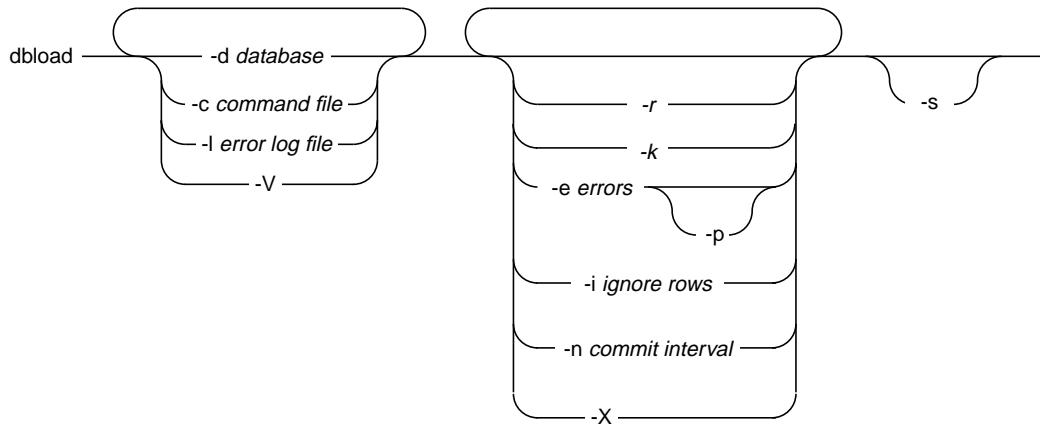 dbload
-d database
-c command file
-l error log file
-V
-r
-k
-e errors
-p
-i ignore rows
-n commit interval
-X
-s